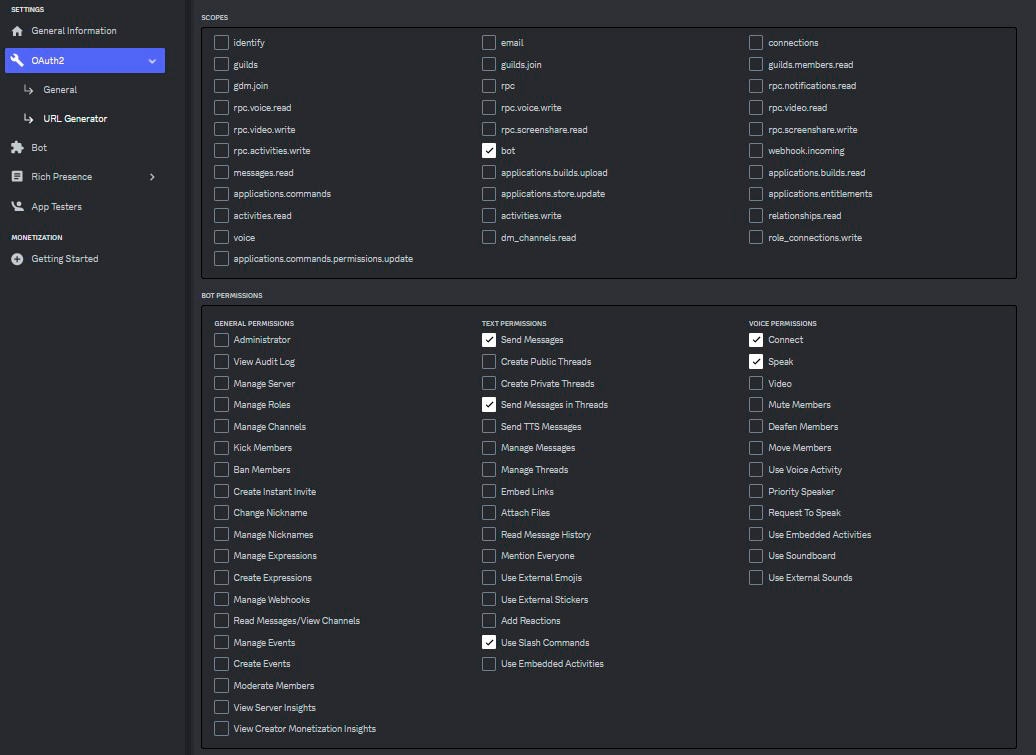 SETTINGS
General Information
OAuth2
General
URL Generator
Bot
Rich Presence
App Testers
MONETIZATION
Getting Started
SCOPES
identify
email
connections
guilds
guilds.join
guilds.members.read
gdm.join
rpc
rpc.notifications.read
rpc.voice.read
rpc.voice.write
rpc.video.read
rpc.video.write
rpc.screenshare.read
rpc.screenshare.write
rpc.activities.write
bot
webhook.incoming
messages.read
applications.builds.upload
applications.builds.read
applications.commands
applications.store.update
applications.entitlements
activities.read
activities.write
relationships.read
voice
dm_channels.read
role_connections.write
applications.commands.permissions.update
BOT PERMISSIONS
GENERAL PERMISSIONS
Administrator
View Audit Log
Manage Server
Manage Roles
Manage Channels
Kick Members
Ban Members
Create Instant Invite
Change Nickname
Manage Nicknames
Manage Expressions
Create Expressions
Manage Webhooks
Read Messages/View Channels
Manage Events
Create Events
Moderate Members
View Server Insights
View Creator Monetization Insights
TEXT PERMISSIONS
Send Messages
Create Public Threads
Create Private Threads
Send Messages in Threads
Send TTS Messages
Manage Messages
Manage Threads
Embed Links
Attach Files
Read Message History
Mention Everyone
Use External Emojis
Use External Stickers
Add Reactions
Use Slash Commands
Use Embedded Activities
VOICE PERMISSIONS
Connect
Speak
Video
Mute Members
Deafen Members
Move Members
Use Voice Activity
Priority Speaker
Request To Speak
Use Embedded Activities
Use Soundboard
Use External Sounds